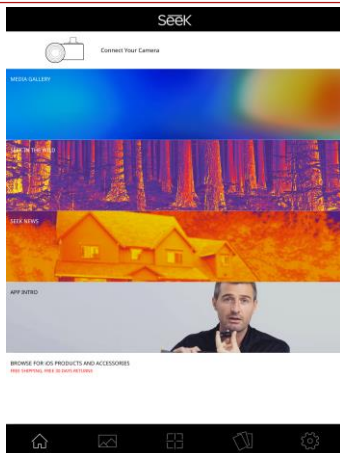 Seek
Connect Your Camera
MEDIA GALLERY
SEEK IN THE WILD
SEEK NEWS
APP INTRO
BROWSE FOR iOS PRODUCTS AND ACCESSORIES
FREE SHIPPING, FREE 30 DAYS RETURNS